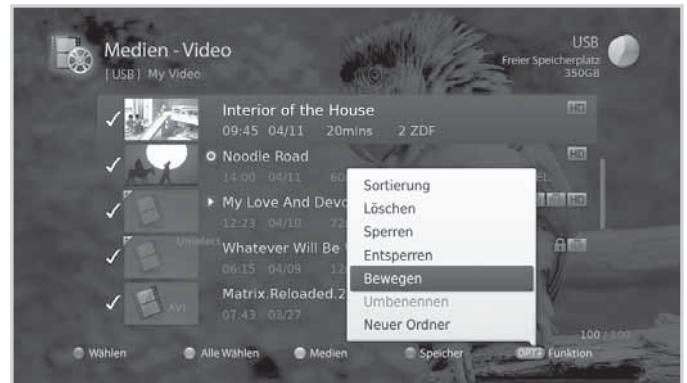 Medien - Video
[USB] My Video
USB
Freier Speicherplatz
350GB
Interior of the House
HD
09:45 04/11 20mins 2 ZDF
Noodle Road
HD
14:00 04/11
My Love And Devo
HD
12:23 04/10
Unselect
Whatever Will Be
06:15 04/09
Matrix.Reloaded.2
AVI
07:43 03/27
Sortierung
Löschen
Sperren
Entsperren
Bewegen
Umbenennen
Neuer Ordner
100 / 100
Wählen
Alle Wählen
Medien
Speicher
OPT+ Funktion